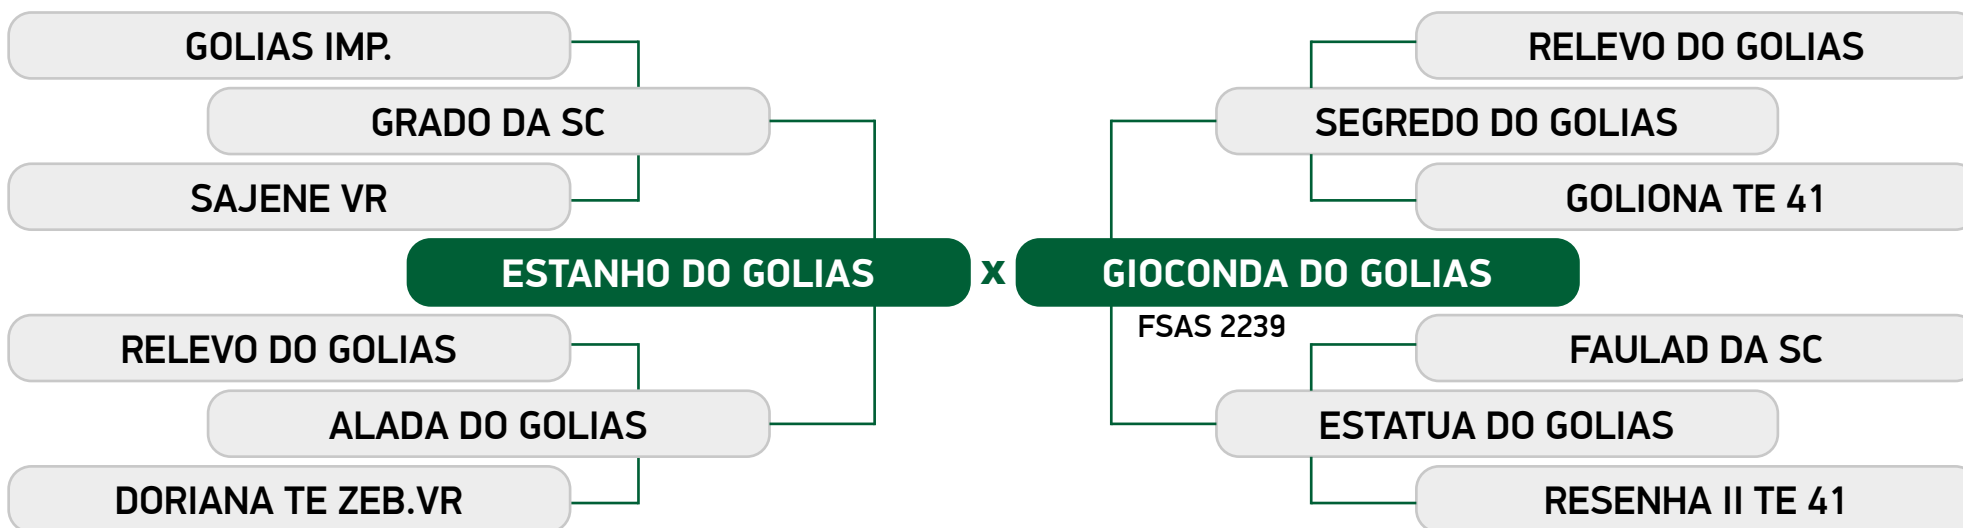 GOLIAS IMP.
RELEVO DO GOLIAS
GRADO DA SC
SEGREDO DO GOLIAS
SAJENE VR
GOLIONA TE 41
ESTANHO DO GOLIAS x GIOCONDA DO GOLIAS
FSAS 2239
RELEVO DO GOLIAS
FAULAD DA SC
ALADA DO GOLIAS
ESTATUA DO GOLIAS
DORIANA TE ZEB.VR
RESENHA II TE 41